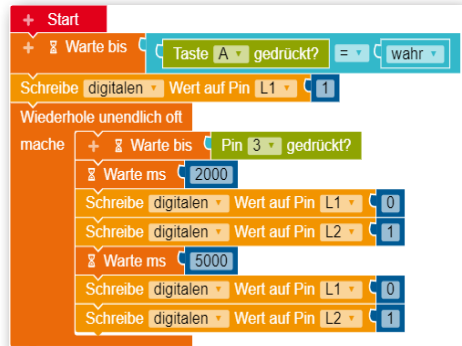 + Start
+ Warte bis Taste A gedrückt? = wahr
Schreibe digitalen Wert auf Pin L1 1
Wiederhole unendlich oft
mache + Warte bis Pin 3 gedrückt?
Warte ms 2000
Schreibe digitalen Wert auf Pin L1 0
Schreibe digitalen Wert auf Pin L2 1
Warte ms 5000
Schreibe digitalen Wert auf Pin L1 0
Schreibe digitalen Wert auf Pin L2 1